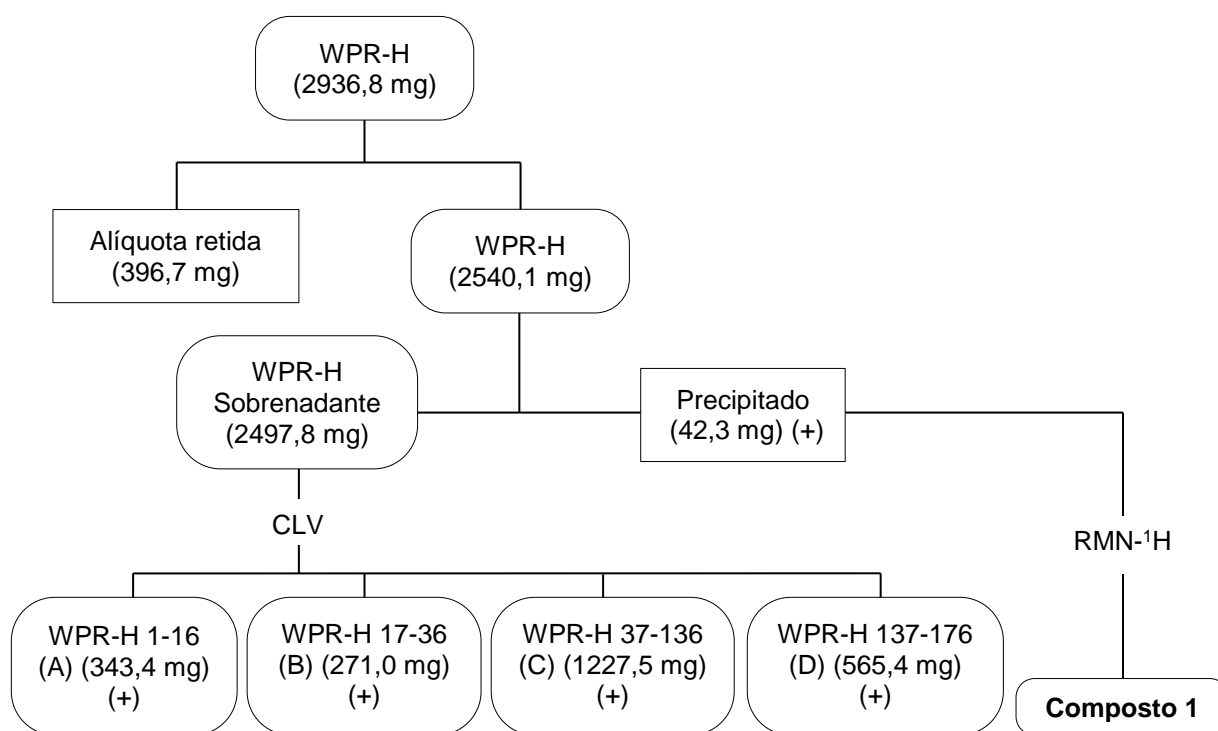 WPR-H
(2936,8 mg)
Alíquota retida
(396,7 mg)
WPR-H
(2540,1 mg)
WPR-H
Sobrenadante
(2497,8 mg)
Precipitado
(42,3 mg) (+)
CLV
RMN-¹H
WPR-H 1-16
(A) (343,4 mg)
(+)
WPR-H 17-36
(B) (271,0 mg)
(+)
WPR-H 37-136
(C) (1227,5 mg)
(+)
WPR-H 137-176
(D) (565,4 mg)
(+)
Composto 1